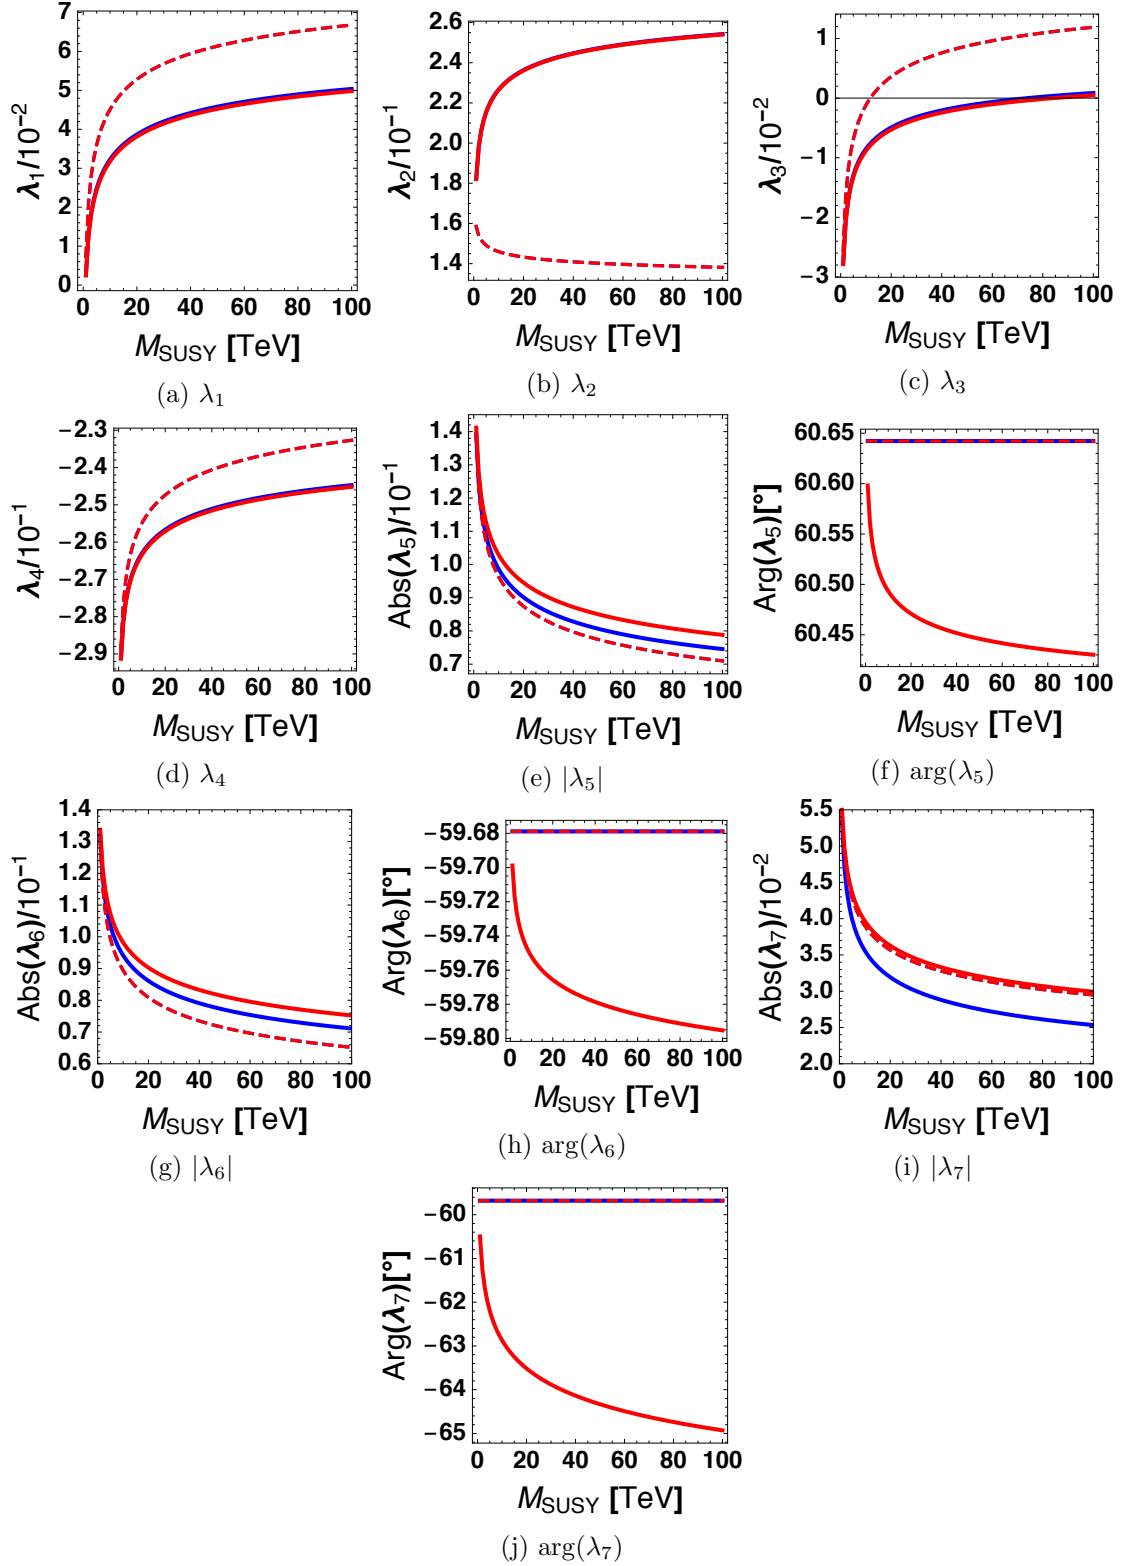 λ1/10−2
7
6
5
4
3
2
1
0
0 20 40 60 80 100
MSUSY [TeV]
(a) λ1
λ2/10−1
2.6
2.4
2.2
2.0
1.8
1.6
1.4
0 20 40 60 80 100
MSUSY [TeV]
(b) λ2
λ3/10−2
1
0
−1
−2
−3
0 20 40 60 80 100
MSUSY [TeV]
(c) λ3
λ4/10−1
−2.3
−2.4
−2.5
−2.6
−2.7
−2.8
−2.9
0 20 40 60 80 100
MSUSY [TeV]
(d) λ4
Abs(λ5)/10−1
1.4
1.3
1.2
1.1
1.0
0.9
0.8
0.7
0 20 40 60 80 100
MSUSY [TeV]
(e) |λ5|
Arg(λ5)[°]
60.65
60.60
60.55
60.50
60.45
0 20 40 60 80 100
MSUSY [TeV]
(f) arg(λ5)
Abs(λ6)/10−1
1.4
1.3
1.2
1.1
1.0
0.9
0.8
0.7
0.6
0 20 40 60 80 100
MSUSY [TeV]
(g) |λ6|
Arg(λ6)[°]
−59.68
−59.70
−59.72
−59.74
−59.76
−59.78
−59.80
0 20 40 60 80 100
MSUSY [TeV]
(h) arg(λ6)
Abs(λ7)/10−2
5.5
5.0
4.5
4.0
3.5
3.0
2.5
2.0
0 20 40 60 80 100
MSUSY [TeV]
(i) |λ7|
Arg(λ7)[°]
−60
−61
−62
−63
−64
−65
0 20 40 60 80 100
MSUSY [TeV]
(j) arg(λ7)